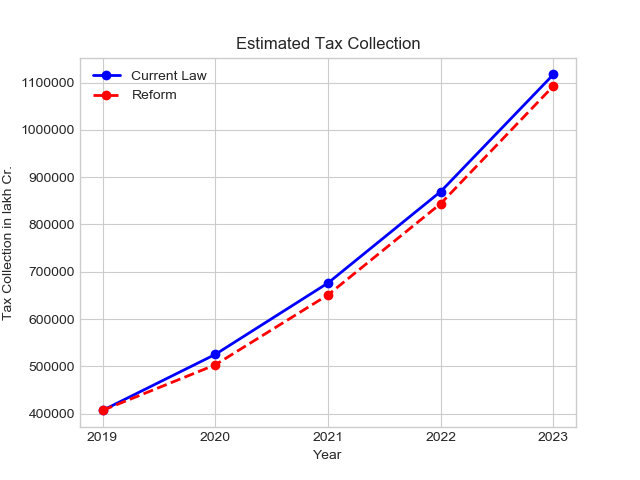 Estimated Tax Collection
Current Law
Reform
1100000
1000000
900000
800000
700000
600000
500000
400000
Tax Collection in lakh Cr.
2019 2020 2021 2022 2023
Year